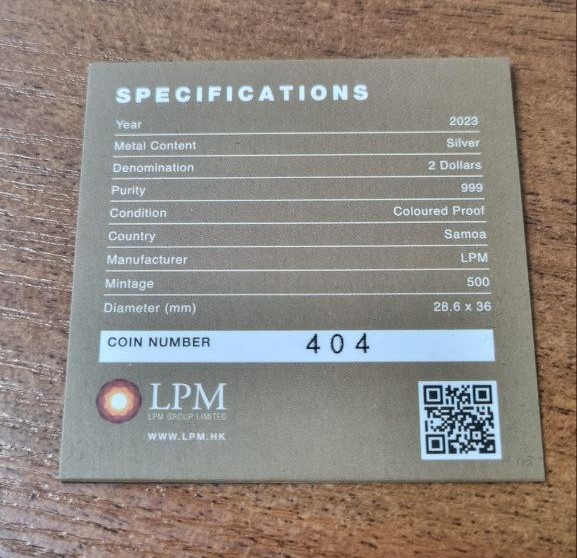 SPECIFICATIONS
Year 2023
Metal Content Silver
Denomination 2 Dollars
Purity 999
Condition Coloured Proof
Country Samoa
Manufacturer LPM
Mintage 500
Diameter (mm) 28.6 x 36
COIN NUMBER 404
LPM
LPM GROUP LIMITED
WWW.LPM.HK